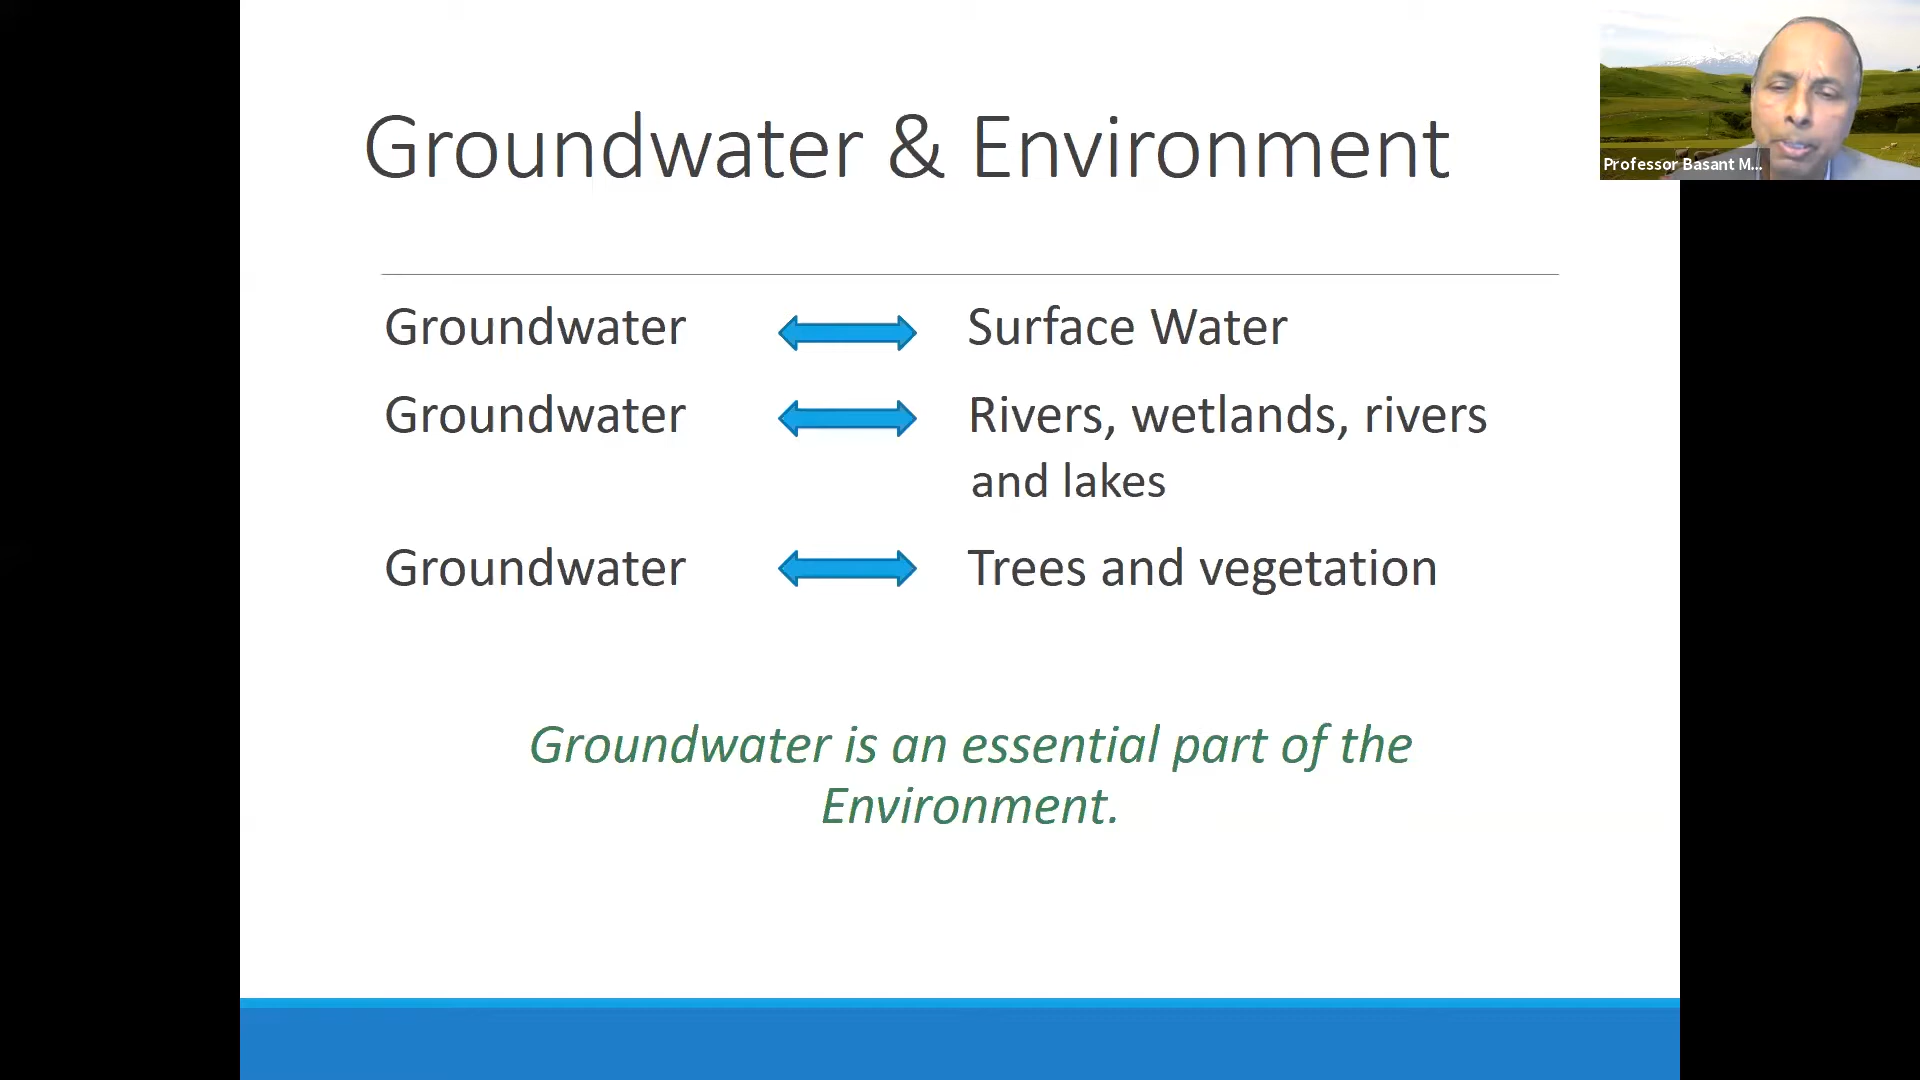 Groundwater & Environment
Professor Basant M...
Groundwater Surface Water
Groundwater Rivers, wetlands, rivers
and lakes
Groundwater Trees and vegetation
Groundwater is an essential part of the
Environment.